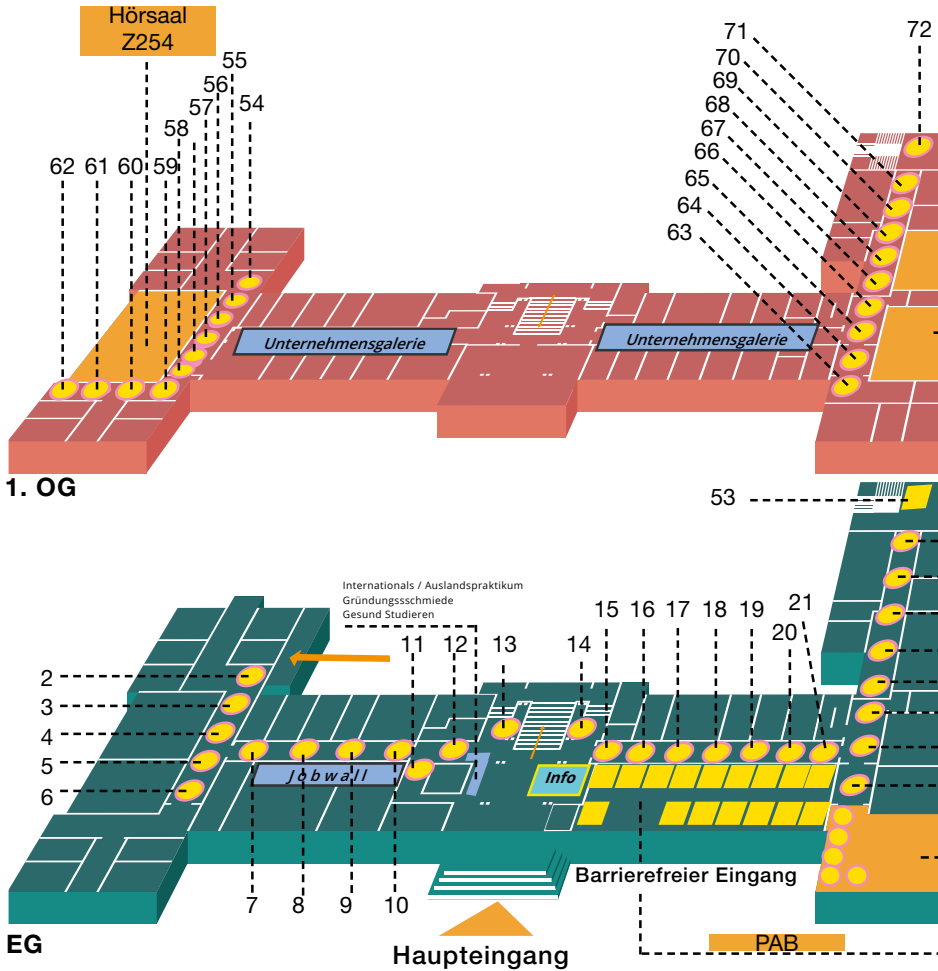 Hörsaal
Z254
55
56
54
57
58
62
61
60
59
71
72
70
69
68
67
66
65
64
63
Unternehmensgalerie
Unternehmensgalerie
1. OG
53
Internationals / Auslandspraktikum
Gründungssschmiede
Gesund Studieren
2
3
4
5
6
11
12
13
14
15
16
17
18
19
21
20
Jobwall
Info
7
8
9
10
Barrierefreier Eingang
EG
Haupteingang
PAB